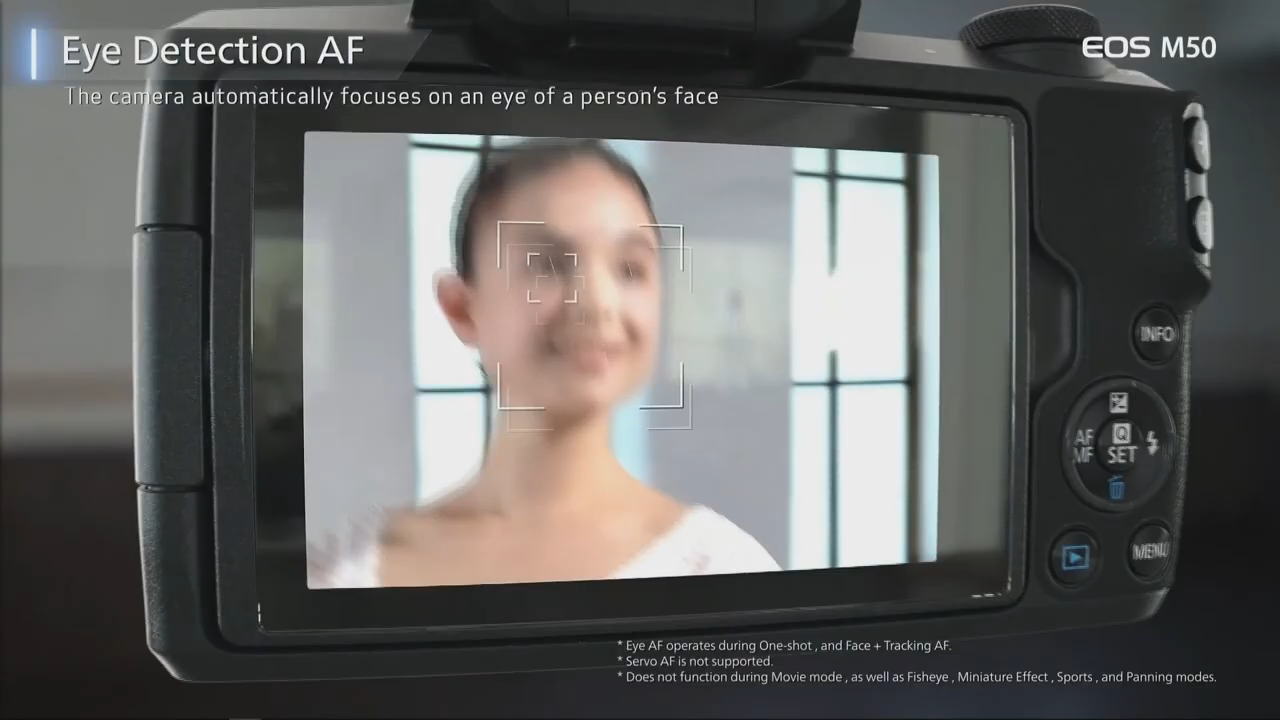 Eye Detection AF
EOS M50
The camera automatically focuses on an eye of a person's face
INFO
AF
MF
Q
SET
MENU
* Eye AF operates during One-shot , and Face + Tracking AF.
* Servo AF is not supported.
* Does not function during Movie mode , as well as Fisheye , Miniature Effect , Sports , and Panning modes.